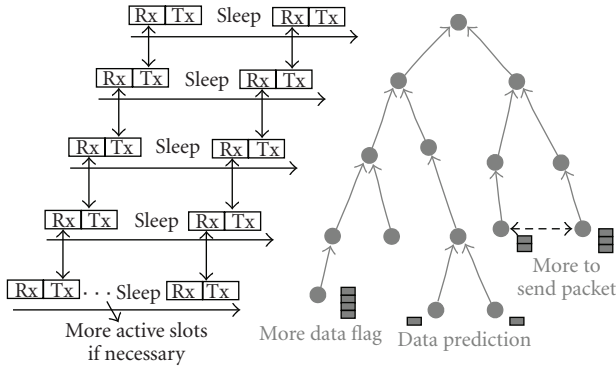 Rx Tx Sleep Rx Tx
Rx Tx Sleep Rx Tx
Rx Tx Sleep Rx Tx
Rx Tx Sleep Rx Tx
Rx Tx . . . Sleep Rx Tx
More active slots
if necessary
More data flag
Data prediction
More to
send packet